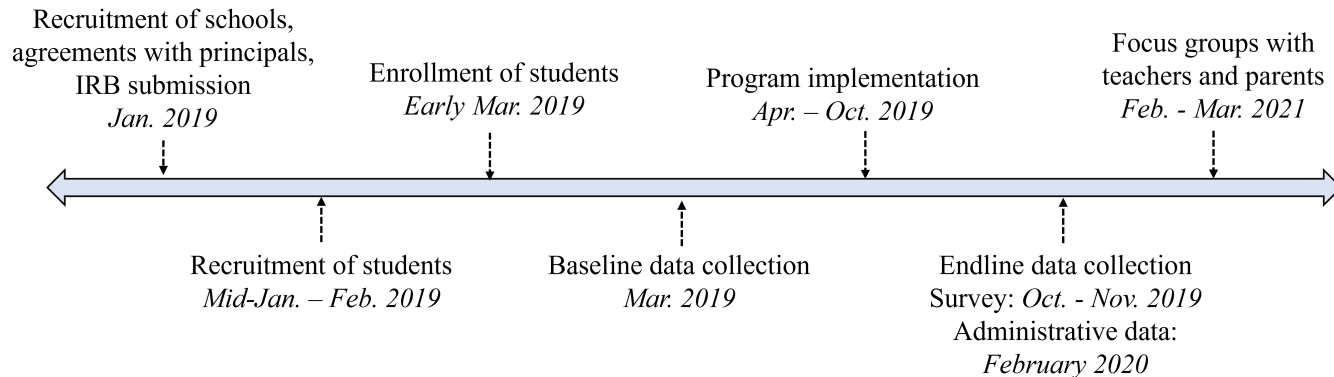 Recruitment of schools,
agreements with principals,
IRB submission
Jan. 2019
Enrollment of students
Early Mar. 2019
Program implementation
Apr. – Oct. 2019
Focus groups with
teachers and parents
Feb. - Mar. 2021
Recruitment of students
Mid-Jan. – Feb. 2019
Baseline data collection
Mar. 2019
Endline data collection
Survey: Oct. - Nov. 2019
Administrative data:
February 2020